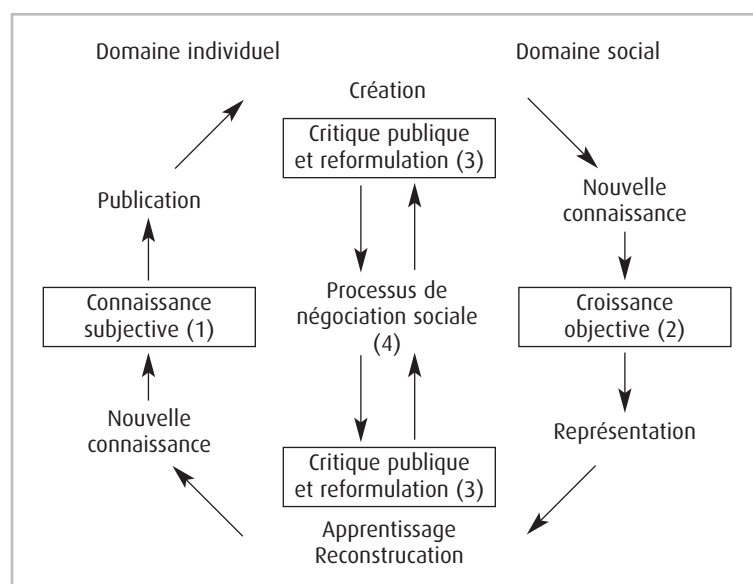 Domaine individuel
Domaine social
Création
Critique publique
et reformulation (3)
Publication
Nouvelle
connaissance
Connaissance
subjective (1)
Processus de
négociation sociale
(4)
Croissance
objective (2)
Nouvelle
connaissance
Représentation
Critique publique
et reformulation (3)
Apprentissage
Reconstrucation